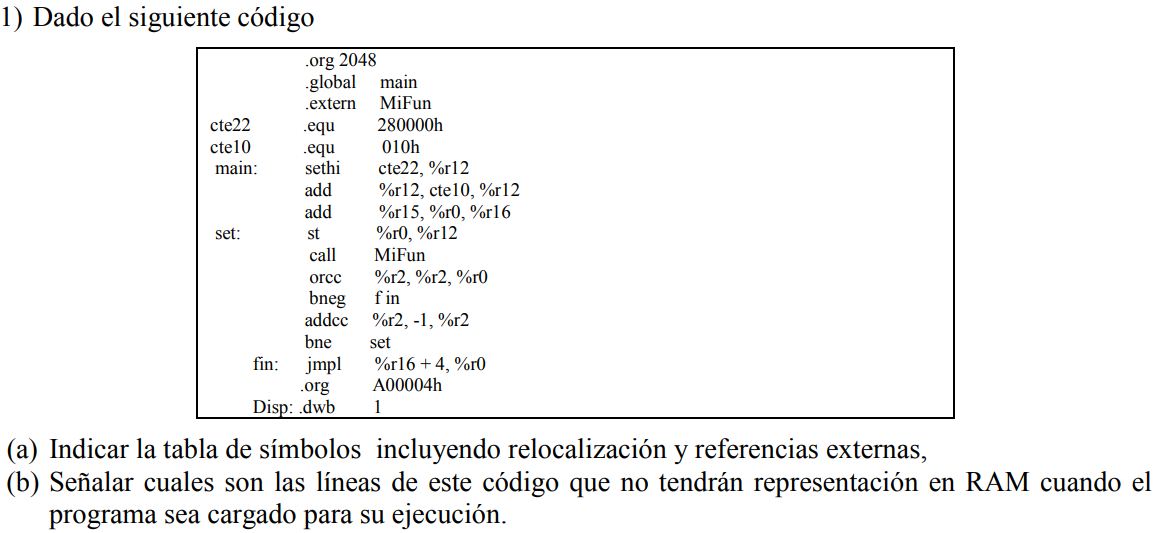 1) Dado el siguiente código
.org 2048
.global main
.extern MiFun
cte22 .equ 280000h
cte10 .equ 010h
main: sethi cte22, %r12
add %r12, cte10, %r12
add %r15, %r0, %r16
set: st %r0, %r12
call MiFun
orcc %r2, %r2, %r0
bneg f in
addcc %r2, -1, %r2
bne set
fin: jmpl %r16 + 4, %r0
.org A00004h
Disp: .dwb 1
(a) Indicar la tabla de símbolos incluyendo relocalización y referencias externas,
(b) Señalar cuales son las líneas de este código que no tendrán representación en RAM cuando el
programa sea cargado para su ejecución.